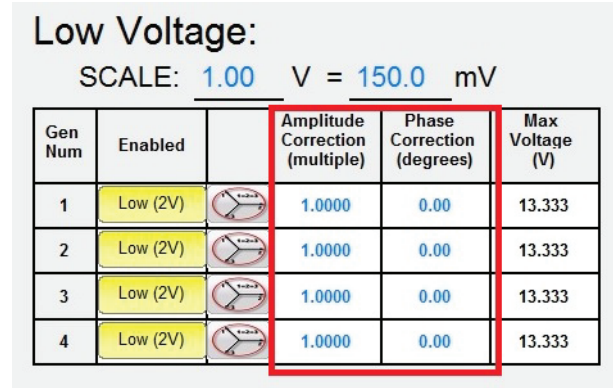 Low Voltage:
SCALE: 1.00 V = 150.0 mV
Gen Num Enabled Amplitude Correction (multiple) Phase Correction (degrees) Max Voltage (V)
1 Low (2V) 1.0000 0.00 13.333
2 Low (2V) 1.0000 0.00 13.333
3 Low (2V) 1.0000 0.00 13.333
4 Low (2V) 1.0000 0.00 13.333